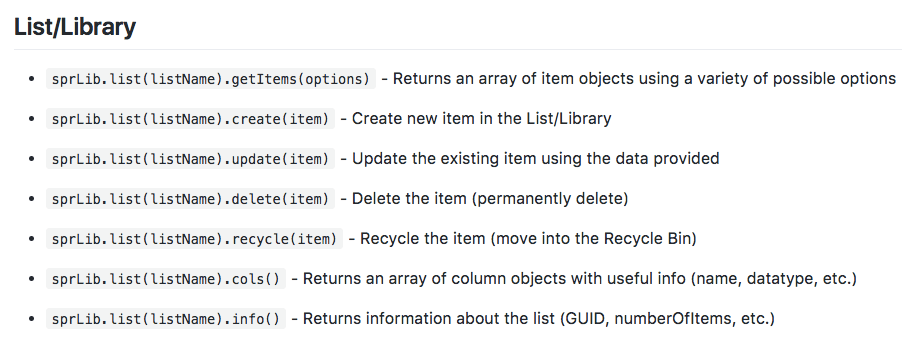 List/Library
• sprLib.list(listName).getItems(options) - Returns an array of item objects using a variety of possible options
• sprLib.list(listName).create(item) - Create new item in the List/Library
• sprLib.list(listName).update(item) - Update the existing item using the data provided
• sprLib.list(listName).delete(item) - Delete the item (permanently delete)
• sprLib.list(listName).recycle(item) - Recycle the item (move into the Recycle Bin)
• sprLib.list(listName).cols() - Returns an array of column objects with useful info (name, datatype, etc.)
• sprLib.list(listName).info() - Returns information about the list (GUID, numberOfItems, etc.)